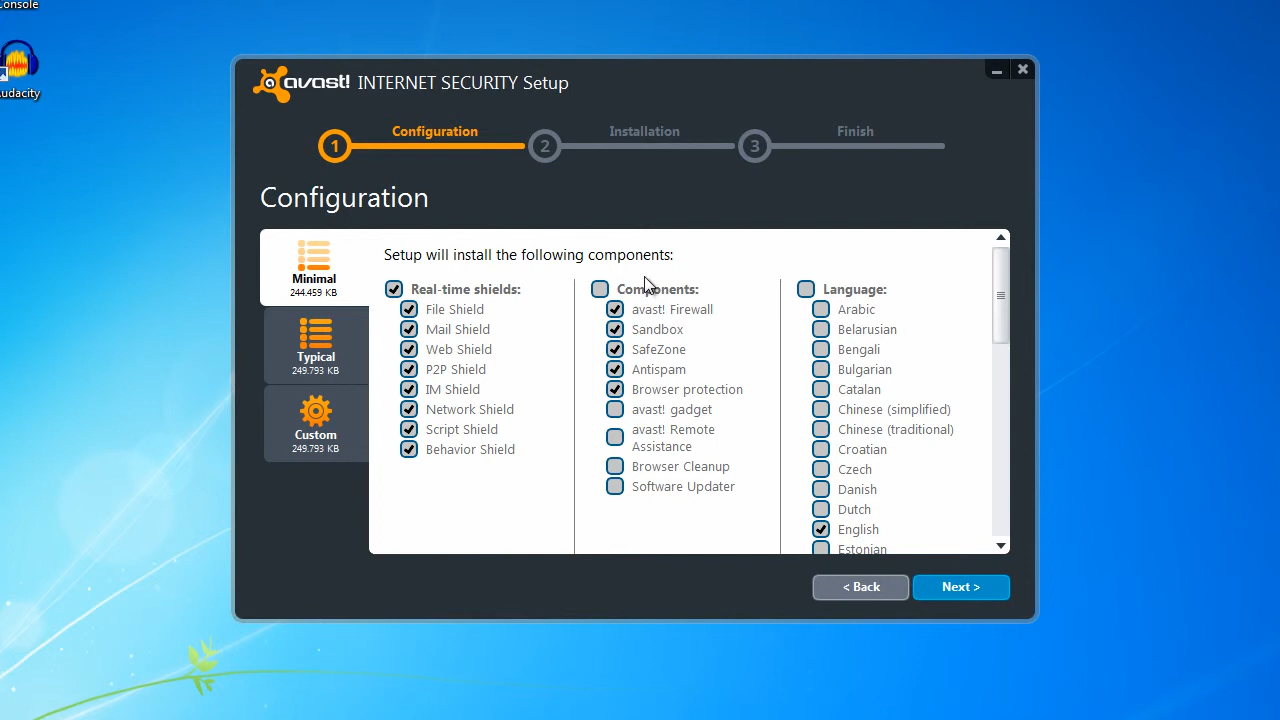 onsole
udacity
avast! INTERNET SECURITY Setup
Configuration
Installation
Finish
1
2
3
Configuration
Minimal
244.459 KB
Typical
249.793 KB
Custom
249.793 KB
Setup will install the following components:
Real-time shields:
File Shield
Mail Shield
Web Shield
P2P Shield
IM Shield
Network Shield
Script Shield
Behavior Shield
Components:
avast! Firewall
Sandbox
SafeZone
Antispam
Browser protection
avast! gadget
avast! Remote
Assistance
Browser Cleanup
Software Updater
Language:
Arabic
Belarusian
Bengali
Bulgarian
Catalan
Chinese (simplified)
Chinese (traditional)
Croatian
Czech
Danish
Dutch
English
Estonian
< Back
Next >